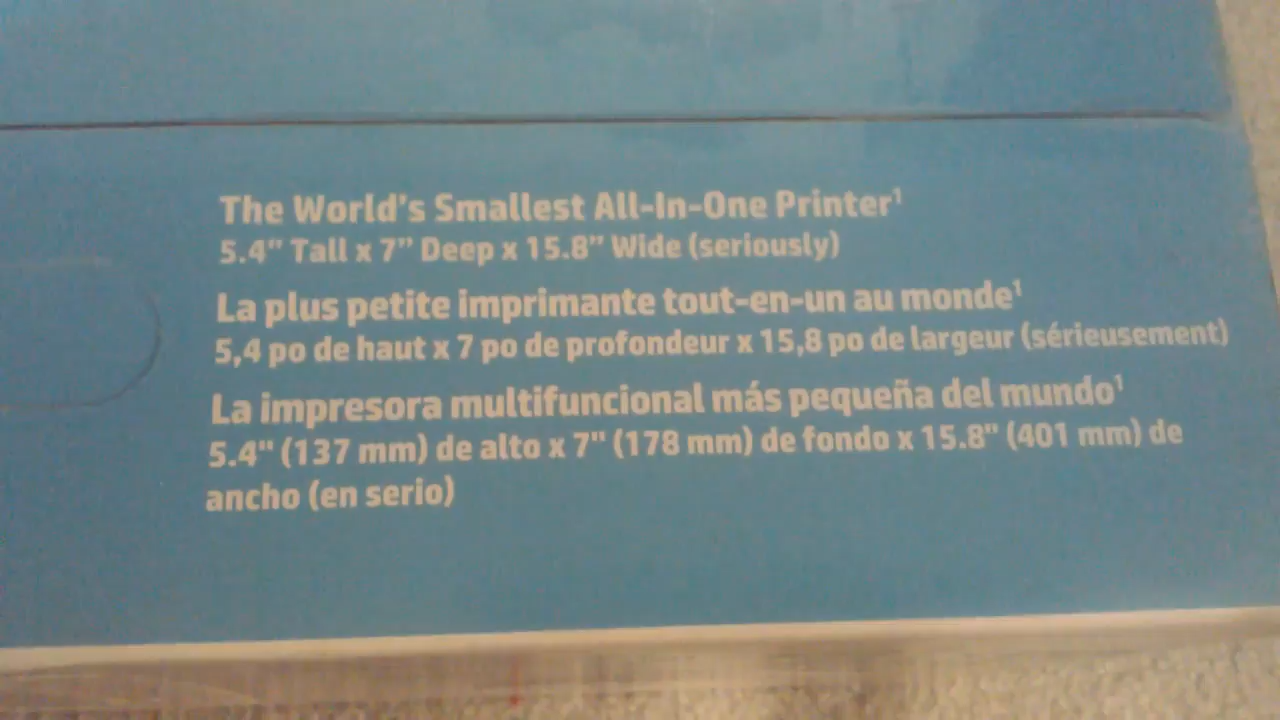 The World's Smallest All-In-One Printer¹
5.4" Tall x 7" Deep x 15.8" Wide (seriously)
La plus petite imprimante tout-en-un au monde¹
5,4 po de haut x 7 po de profondeur x 15,8 po de largeur (sérieusement)
La impresora multifuncional más pequeña del mundo¹
5.4" (137 mm) de alto x 7" (178 mm) de fondo x 15.8" (401 mm) de
ancho (en serio)